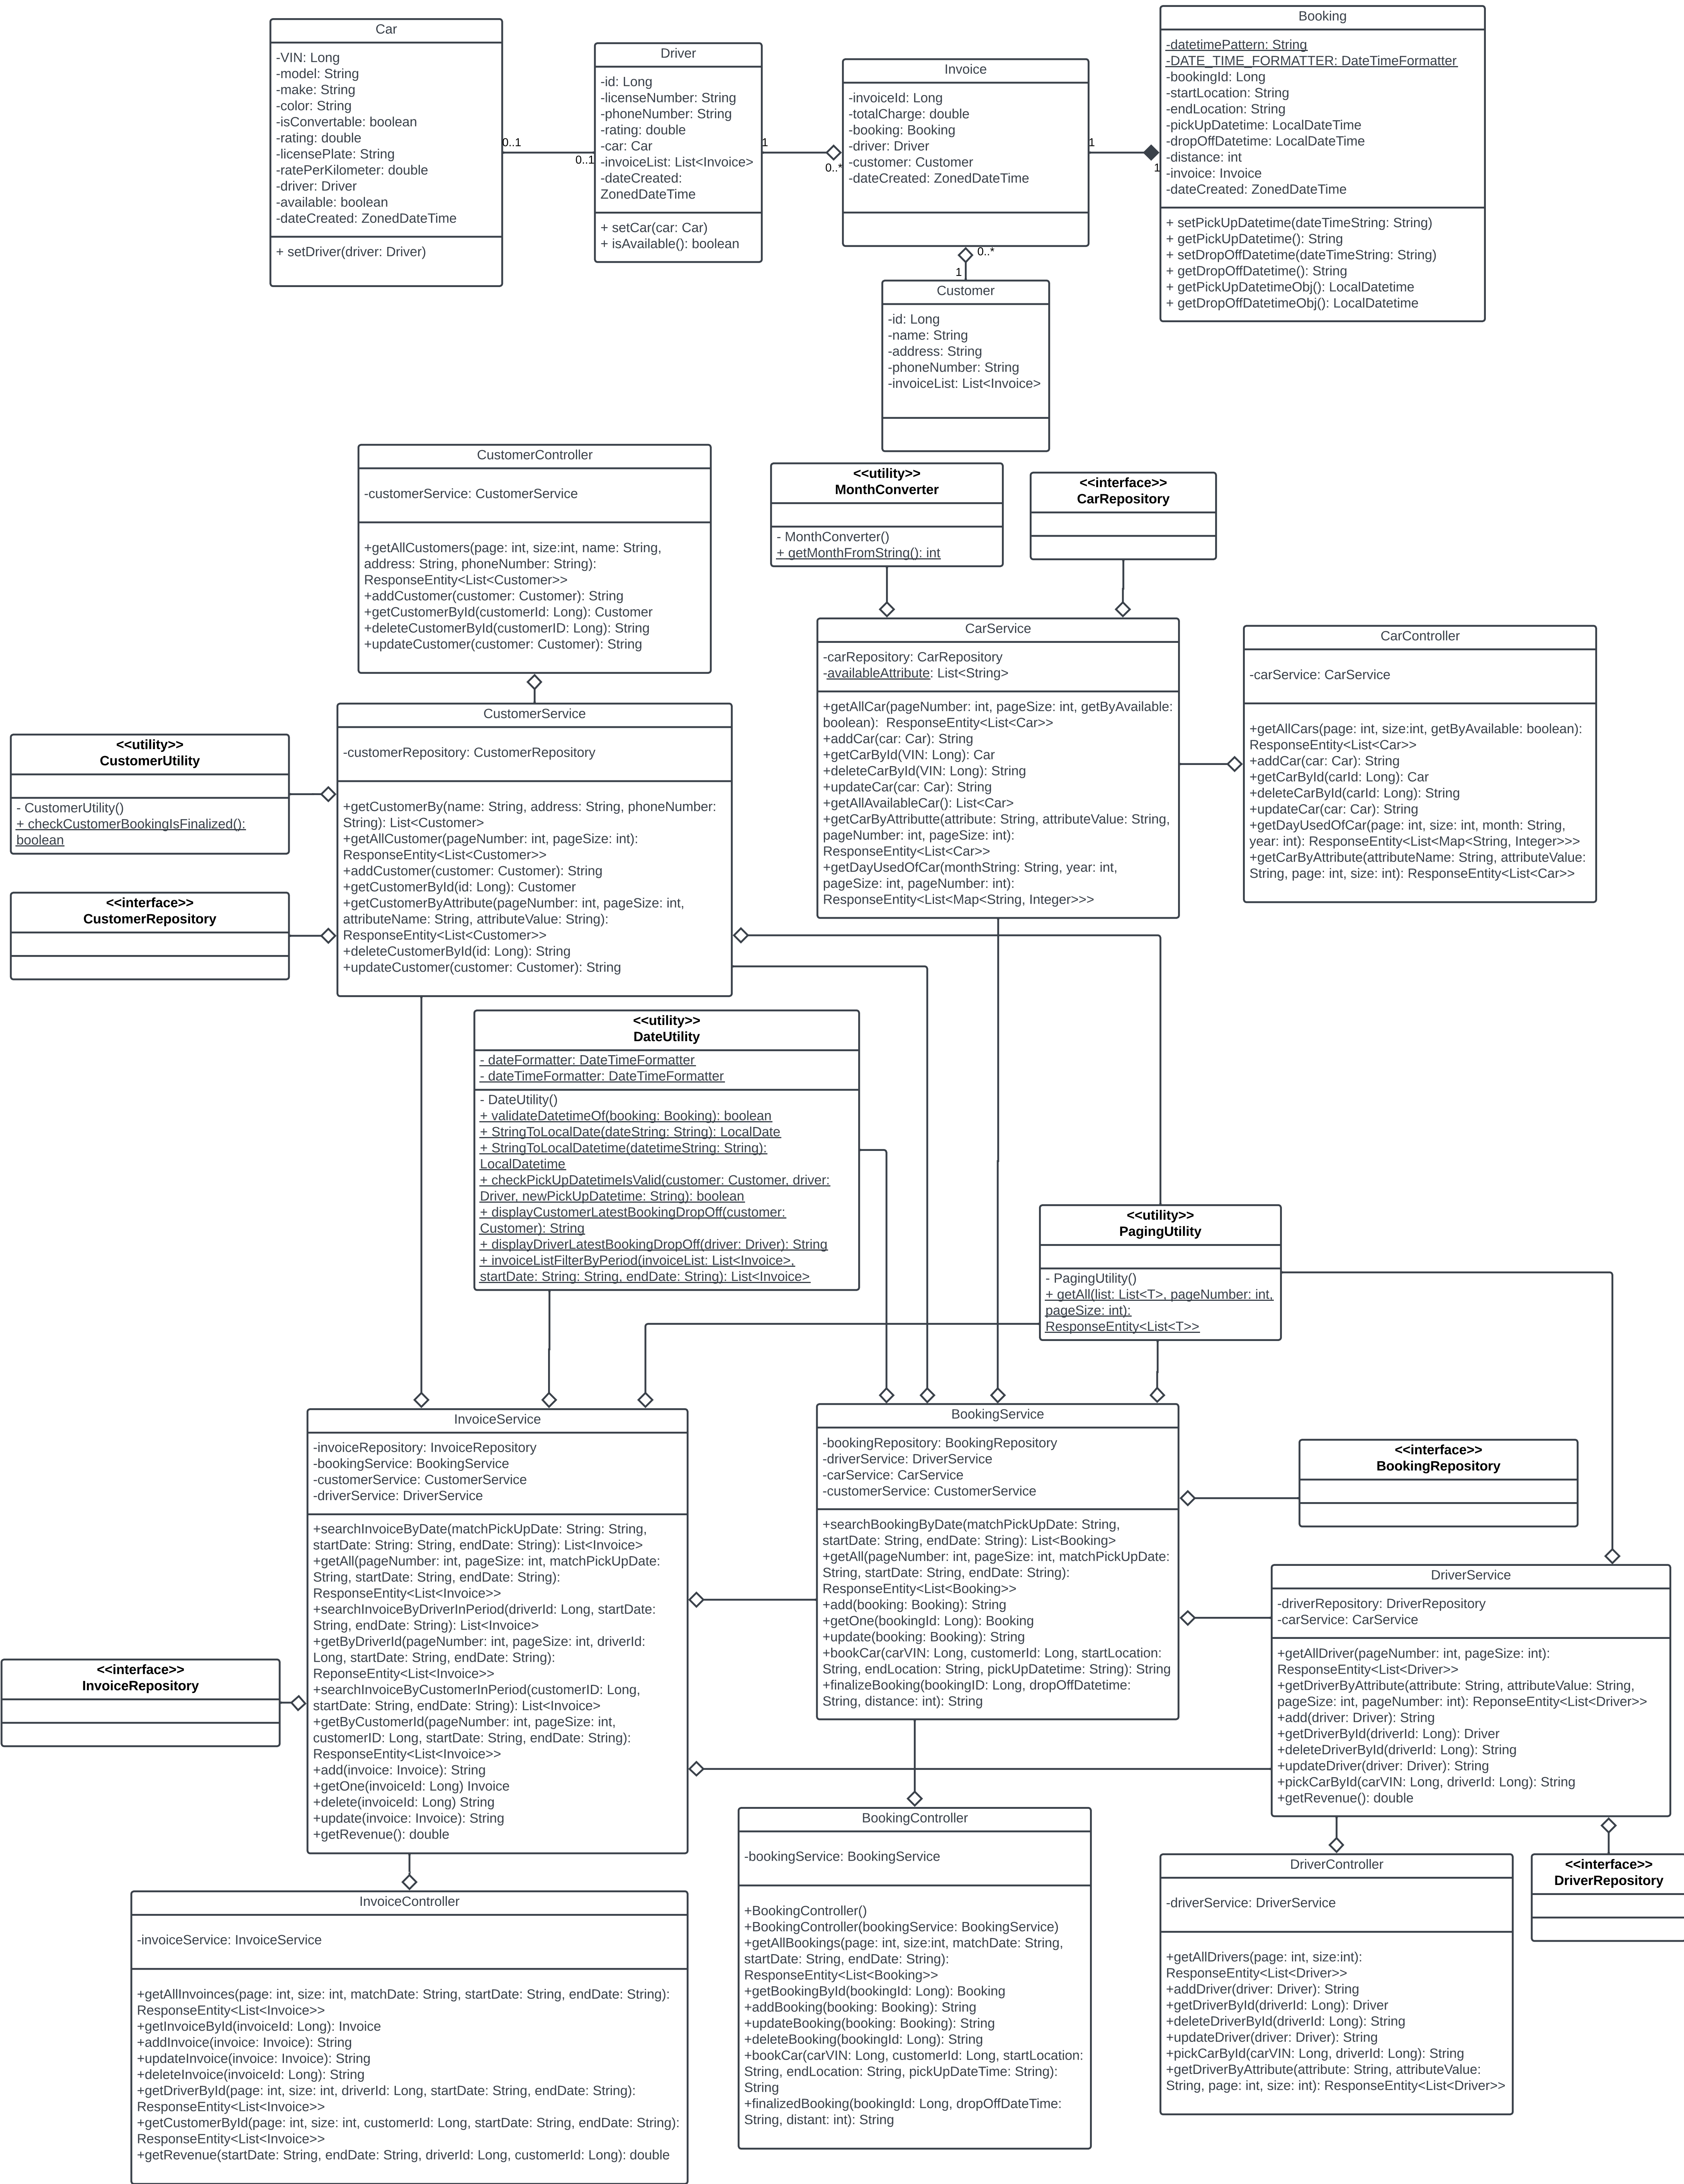 Car
-VIN: Long
-model: String
-make: String
-color: String
-isConvertable: boolean
-rating: double
-licensePlate: String
-ratePerKilometer: double
-driver: Driver
-available: boolean
-dateCreated: ZonedDateTime
+ setDriver(driver: Driver)
0..1
0..1
Driver
-id: Long
-licenseNumber: String
-phoneNumber: String
-rating: double
-car: Car
-invoiceList: List<Invoice>
-dateCreated:
ZonedDateTime
+ setCar(car: Car)
+ isAvailable(): boolean
1
0..*
Invoice
-invoiceId: Long
-totalCharge: double
-booking: Booking
-driver: Driver
-customer: Customer
-dateCreated: ZonedDateTime
1
1
0..*
1
Booking
-datetimePattern: String
-DATE_TIME_FORMATTER: DateTimeFormatter
-bookingId: Long
-startLocation: String
-endLocation: String
-pickUpDatetime: LocalDateTime
-dropOffDatetime: LocalDateTime
-distance: int
-invoice: Invoice
-dateCreated: ZonedDateTime
+ setPickUpDatetime(dateTimeString: String)
+ getPickUpDatetime(): String
+ setDropOffDatetime(dateTimeString: String)
+ getDropOffDatetime(): String
+ getPickUpDatetimeObj(): LocalDatetime
+ getDropOffDatetimeObj(): LocalDatetime
Customer
-id: Long
-name: String
-address: String
-phoneNumber: String
-invoiceList: List<Invoice>
CustomerController
-customerService: CustomerService
+getAllCustomers(page: int, size:int, name: String,
address: String, phoneNumber: String):
ResponseEntity<List<Customer>>
+addCustomer(customer: Customer): String
+getCustomerById(customerId: Long): Customer
+deleteCustomerById(customerID: Long): String
+updateCustomer(customer: Customer): String
<<utility>>
MonthConverter
- MonthConverter()
+ getMonthFromString(): int
<<interface>>
CarRepository
CarService
-carRepository: CarRepository
-availableAttribute: List<String>
+getAllCar(pageNumber: int, pageSize: int, getByAvailable:
boolean):  ResponseEntity<List<Car>>
+addCar(car: Car): String
+getCarById(VIN: Long): Car
+deleteCarById(VIN: Long): String
+updateCar(car: Car): String
+getAllAvailableCar(): List<Car>
+getCarByAttributte(attribute: String, attributeValue: String,
pageNumber: int, pageSize: int):
ResponseEntity<List<Car>>
+getDayUsedOfCar(monthString: String, year: int,
pageSize: int, pageNumber: int):
ResponseEntity<List<Map<String, Integer>>>
CarController
-carService: CarService
+getAllCars(page: int, size:int, getByAvailable: boolean):
ResponseEntity<List<Car>>
+addCar(car: Car): String
+getCarById(carId: Long): Car
+deleteCarById(carId: Long): String
+updateCar(car: Car): String
+getDayUsedOfCar(page: int, size: int, month: String,
year: int): ResponseEntity<List<Map<String, Integer>>>
+getCarByAttribute(attributeName: String, attributeValue:
String, page: int, size: int): ResponseEntity<List<Car>>
CustomerService
-customerRepository: CustomerRepository
+getCustomerBy(name: String, address: String, phoneNumber:
String): List<Customer>
+getAllCustomer(pageNumber: int, pageSize: int):
ResponseEntity<List<Customer>>
+addCustomer(customer: Customer): String
+getCustomerById(id: Long): Customer
+getCustomerByAttribute(pageNumber: int, pageSize: int,
attributeName: String, attributeValue: String):
ResponseEntity<List<Customer>>
+deleteCustomerById(id: Long): String
+updateCustomer(customer: Customer): String
<<utility>>
CustomerUtility
- CustomerUtility()
+ checkCustomerBookingIsFinalized():
boolean
<<interface>>
CustomerRepository
<<utility>>
DateUtility
- dateFormatter: DateTimeFormatter
- dateTimeFormatter: DateTimeFormatter
- DateUtility()
+ validateDatetimeOf(booking: Booking): boolean
+ StringToLocalDate(dateString: String): LocalDate
+ StringToLocalDatetime(datetimeString: String):
LocalDatetime
+ checkPickUpDatetimeIsValid(customer: Customer, driver:
Driver, newPickUpDatetime: String): boolean
+ displayCustomerLatestBookingDropOff(customer:
Customer): String
+ displayDriverLatestBookingDropOff(driver: Driver): String
+ invoiceListFilterByPeriod(invoiceList: List<Invoice>,
startDate: String: String, endDate: String): List<Invoice>
<<utility>>
PagingUtility
- PagingUtility()
+ getAll(list: List<T>, pageNumber: int,
pageSize: int):
ResponseEntity<List<T>>
InvoiceService
-invoiceRepository: InvoiceRepository
-bookingService: BookingService
-customerService: CustomerService
-driverService: DriverService
+searchInvoiceByDate(matchPickUpDate: String: String,
startDate: String: String, endDate: String): List<Invoice>
+getAll(pageNumber: int, pageSize: int, matchPickUpDate:
String, startDate: String, endDate: String):
ResponseEntity<List<Invoice>>
+searchInvoiceByDriverInPeriod(driverId: Long, startDate:
String, endDate: String): List<Invoice>
+getByDriverId(pageNumber: int, pageSize: int, driverId:
Long, startDate: String, endDate: String):
ReponseEntity<List<Invoice>>
+searchInvoiceByCustomerInPeriod(customerID: Long,
startDate: String, endDate: String): List<Invoice>
+getByCustomerId(pageNumber: int, pageSize: int,
customerID: Long, startDate: String, endDate: String):
ResponseEntity<List<Invoice>>
+add(invoice: Invoice): String
+getOne(invoiceId: Long) Invoice
+delete(invoiceId: Long) String
+update(invoice: Invoice): String
+getRevenue(): double
BookingService
-bookingRepository: BookingRepository
-driverService: DriverService
-carService: CarService
-customerService: CustomerService
+searchBookingByDate(matchPickUpDate: String,
startDate: String, endDate: String): List<Booking>
+getAll(pageNumber: int, pageSize: int, matchPickUpDate:
String, startDate: String, endDate: String):
ResponseEntity<List<Booking>>
+add(booking: Booking): String
+getOne(bookingId: Long): Booking
+update(booking: Booking): String
+bookCar(carVIN: Long, customerId: Long, startLocation:
String, endLocation: String, pickUpDatetime: String): String
+finalizeBooking(bookingID: Long, dropOffDatetime:
String, distance: int): String
<<interface>>
BookingRepository
DriverService
-driverRepository: DriverRepository
-carService: CarService
+getAllDriver(pageNumber: int, pageSize: int):
ResponseEntity<List<Driver>>
+getDriverByAttribute(attribute: String, attributeValue: String,
pageSize: int, pageNumber: int): ReponseEntity<List<Driver>>
+add(driver: Driver): String
+getDriverById(driverId: Long): Driver
+deleteDriverById(driverId: Long): String
+updateDriver(driver: Driver): String
+pickCarById(carVIN: Long, driverId: Long): String
+getRevenue(): double
<<interface>>
InvoiceRepository
InvoiceController
-invoiceService: InvoiceService
+getAllInvoinces(page: int, size: int, matchDate: String, startDate: String, endDate: String):
ResponseEntity<List<Invoice>>
+getInvoiceById(invoiceId: Long): Invoice
+addInvoice(invoice: Invoice): String
+updateInvoice(invoice: Invoice): String
+deleteInvoice(invoiceId: Long): String
+getDriverById(page: int, size: int, driverId: Long, startDate: String, endDate: String):
ResponseEntity<List<Invoice>>
+getCustomerById(page: int, size: int, customerId: Long, startDate: String, endDate: String):
ResponseEntity<List<Invoice>>
+getRevenue(startDate: String, endDate: String, driverId: Long, customerId: Long): double
BookingController
-bookingService: BookingService
+BookingController()
+BookingController(bookingService: BookingService)
+getAllBookings(page: int, size:int, matchDate: String,
startDate: String, endDate: String):
ResponseEntity<List<Booking>>
+getBookingById(bookingId: Long): Booking
+addBooking(booking: Booking): String
+updateBooking(booking: Booking): String
+deleteBooking(bookingId: Long): String
+bookCar(carVIN: Long, customerId: Long, startLocation:
String, endLocation: String, pickUpDateTime: String):
String
+finalizedBooking(bookingId: Long, dropOffDateTime:
String, distant: int): String
DriverController
-driverService: DriverService
+getAllDrivers(page: int, size:int):
ResponseEntity<List<Driver>>
+addDriver(driver: Driver): String
+getDriverById(driverId: Long): Driver
+deleteDriverById(driverId: Long): String
+updateDriver(driver: Driver): String
+pickCarById(carVIN: Long, driverId: Long): String
+getDriverByAttribute(attribute: String, attributeValue:
String, page: int, size: int): ResponseEntity<List<Driver>>
<<interface>>
DriverRepository